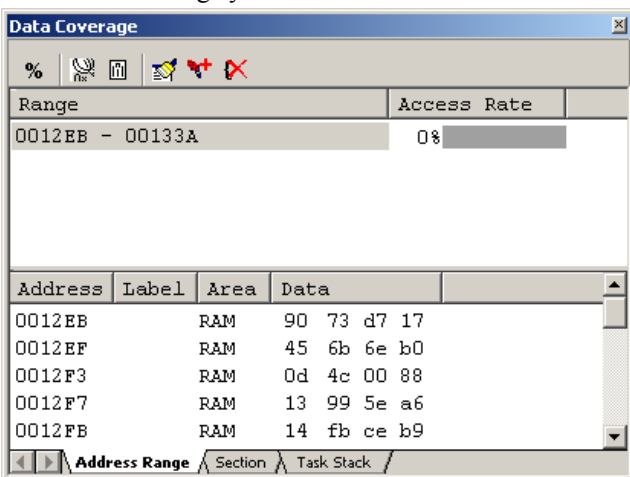 Data Coverage
%
Range Access Rate
0012EB - 00133A 0%
Address Label Area Data
0012EB RAM 90 73 d7 17
0012EF RAM 45 6b 6e b0
0012F3 RAM 0d 4c 00 88
0012F7 RAM 13 99 5e a6
0012FB RAM 14 fb ce b9
Address Range Section Task Stack